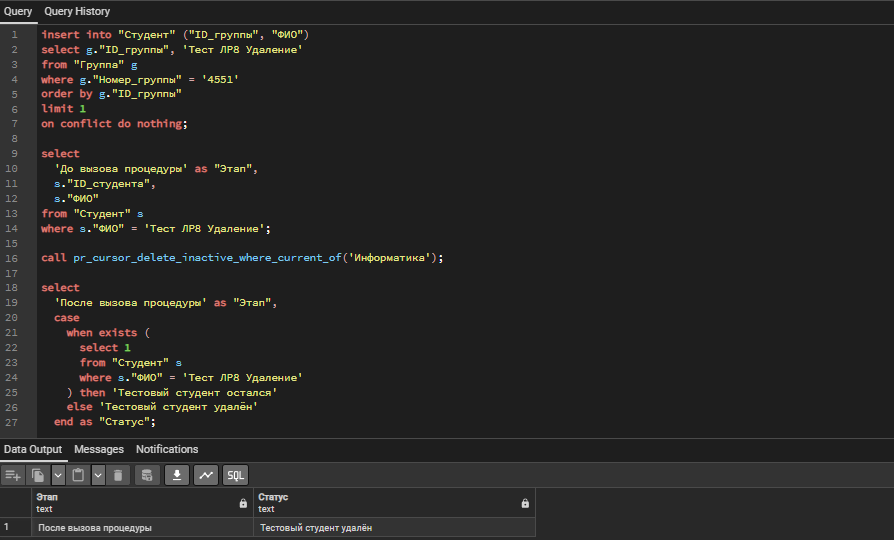 Query Query History
1 insert into "Студент" ("ID_группы", "ФИО")
2 select g."ID_группы", 'Тест ЛР8 Удаление'
3 from "Группа" g
4 where g."Номер_группы" = '4551'
5 order by g."ID_группы"
6 limit 1
7 on conflict do nothing;
8
9 select
10 'До вызова процедуры' as "Этап",
11 s."ID_студента",
12 s."ФИО"
13 from "Студент" s
14 where s."ФИО" = 'Тест ЛР8 Удаление';
15
16 call pr_cursor_delete_inactive_where_current_of('Информатика');
17
18 select
19 'После вызова процедуры' as "Этап",
20 case
21 when exists (
22 select 1
23 from "Студент" s
24 where s."ФИО" = 'Тест ЛР8 Удаление'
25 ) then 'Тестовый студент остался'
26 else 'Тестовый студент удалён'
27 end as "Статус";
Data Output Messages Notifications
SQL
Этап Статус
text text
1 После вызова процедуры Тестовый студент удалён